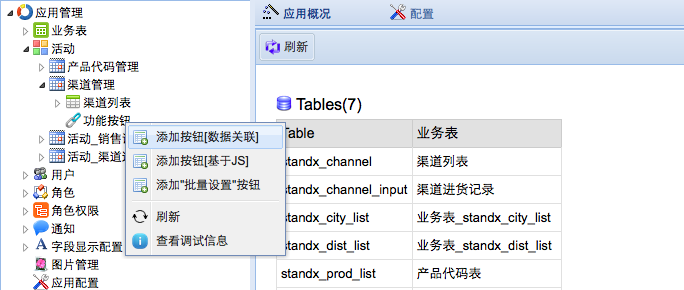 应用管理
业务表
活动
产品代码管理
渠道管理
渠道列表
功能按钮
活动_销售
活动_渠道
用户
角色
角色权限
通知
字段显示配置
图片管理
应用配置
添加按钮[数据关联]
添加按钮[基于JS]
添加"批量设置"按钮
刷新
查看调试信息
应用概况 配置
刷新
Tables(7)
Table 业务表
standx_channel 渠道列表
standx_channel_input 渠道进货记录
standx_city_list 业务表_standx_city_list
standx_dist_list 业务表_standx_dist_list
standx_prod_list 产品代码表